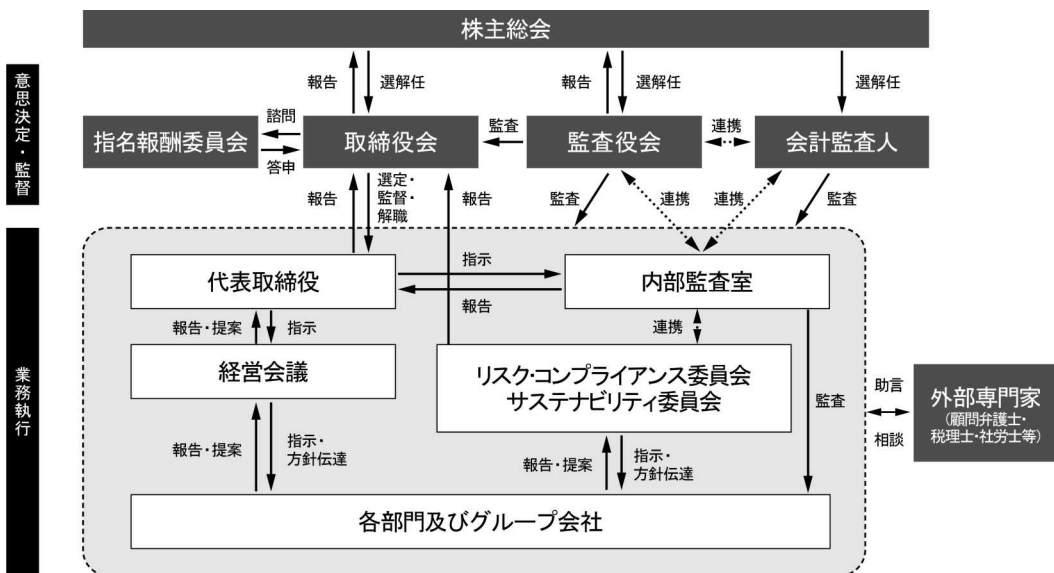 株主総会
意思決定・監督
報告
選解任
報告
選解任
選解任
指名報酬委員会
諮問
答申
取締役会
監査
監査役会
連携
会計監査人
報告
選定・
監督・
解職
報告
監査
連携
連携
監査
業務執行
代表取締役
指示
報告
内部監査室
報告・提案
指示
連携
経営会議
リスク・コンプライアンス委員会
サステナビリティ委員会
監査
助言
相談
外部専門家
(顧問弁護士・
税理士・社労士等)
報告・提案
指示・
方針伝達
報告・提案
指示・
方針伝達
各部門及びグループ会社